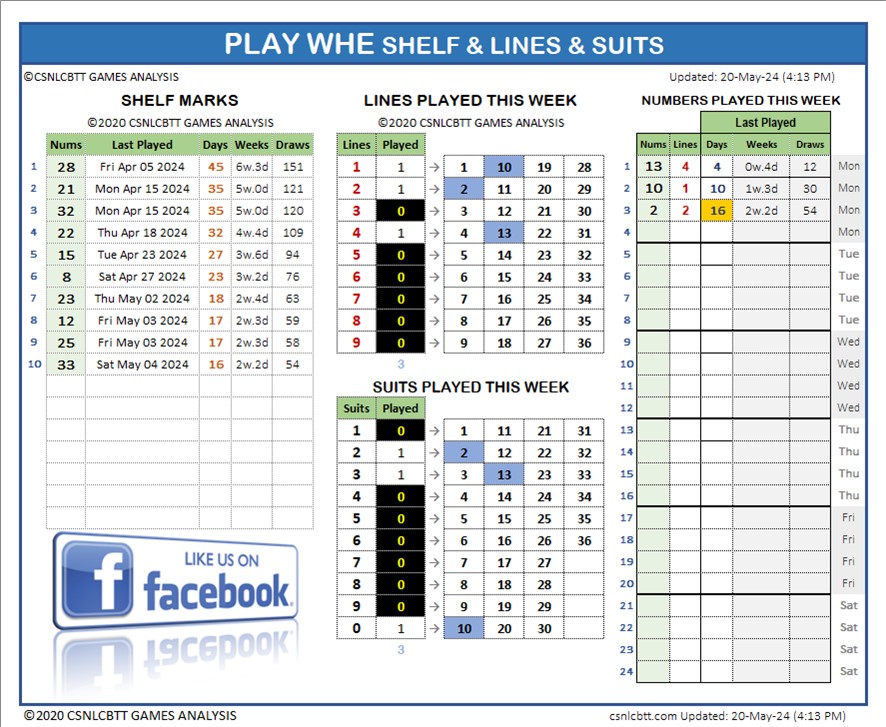 PLAY WHE SHELF & LINES & SUITS
©CSNLCBTT GAMES ANALYSIS
Updated: 20-May-24 (4:13 PM)
SHELF MARKS
©2020 CSNLCBTT GAMES ANALYSIS
Nums Last Played Days Weeks Draws
1 28 Fri Apr 05 2024 45 6w.3d 151
2 21 Mon Apr 15 2024 35 5w.0d 121
3 32 Mon Apr 15 2024 35 5w.0d 120
4 22 Thu Apr 18 2024 32 4w.4d 109
5 15 Tue Apr 23 2024 27 3w.6d 94
6 8 Sat Apr 27 2024 23 3w.2d 76
7 23 Thu May 02 2024 18 2w.4d 63
8 12 Fri May 03 2024 17 2w.3d 59
9 25 Fri May 03 2024 17 2w.3d 58
10 33 Sat May 04 2024 16 2w.2d 54
LIKE US ON
facebook.
LINES PLAYED THIS WEEK
©2020 CSNLCBTT GAMES ANALYSIS
Lines Played
1 1 → 1 10 19 28
2 1 → 2 11 20 29
3 0 → 3 12 21 30
4 1 → 4 13 22 31
5 0 → 5 14 23 32
6 0 → 6 15 24 33
7 0 → 7 16 25 34
8 0 → 8 17 26 35
9 0 → 9 18 27 36
3
SUITS PLAYED THIS WEEK
Suits Played
1 0 → 1 11 21 31
2 1 → 2 12 22 32
3 1 → 3 13 23 33
4 0 → 4 14 24 34
5 0 → 5 15 25 35
6 0 → 6 16 26 36
7 0 → 7 17 27
8 0 → 8 18 28
9 0 → 9 19 29
0 1 → 10 20 30
3
NUMBERS PLAYED THIS WEEK
Last Played
Nums Lines Days Weeks Draws
1 13 4 4 0w.4d 12 Mon
2 10 1 10 1w.3d 30 Mon
3 2 2 16 2w.2d 54 Mon
4 Mon
5 Tue
6 Tue
7 Tue
8 Tue
9 Wed
10 Wed
11 Wed
12 Wed
13 Thu
14 Thu
15 Thu
16 Thu
17 Fri
18 Fri
19 Fri
20 Fri
21 Sat
22 Sat
23 Sat
24 Sat
©2020 CSNLCBTT GAMES ANALYSIS
csnlcbtt.com Updated: 20-May-24 (4:13 PM)